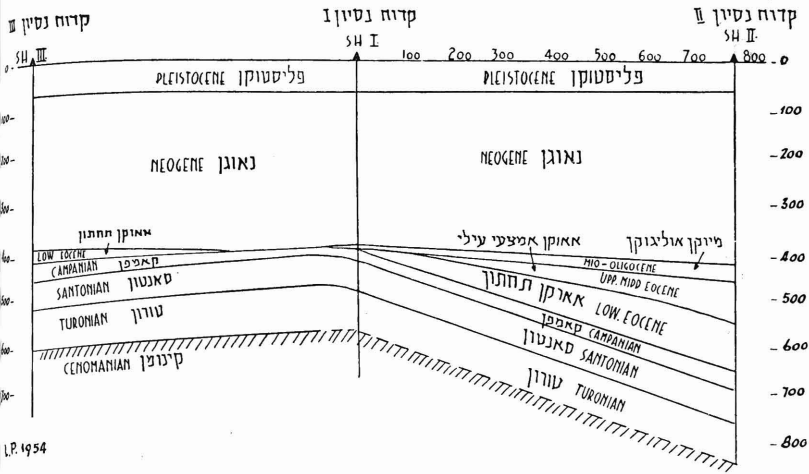 קדוח נסיון III
קדוח נסיון I
קדוח נסיון II
SH III
SH I
SH II
100 200 300 400 500 600 700 800
0-
-0
PLEISTOCENE פליסטוקן
PLEISTOCENE פליסטוקן
-100
-200
NEOGENE נאוגן
NEOGENE נאוגן
-300
אאוקן תחתון
אאוקן אמצעי עילי
מיוקן אוליגוקן
LOW EOCENE
MIO-OLIGOCENE
-400
CAMPANIAN קאמפן
UPP. MIDD EOCENE
SANTONIAN סאנטון
אאוקן תחתון LOW. EOCENE
-500
TURONIAN טורון
קאמפן CAMPANIAN
-600
סאנטון SANTONIAN
CENOMANIAN קינומן
טורון TURONIAN
-700
-800
L.P. 1954